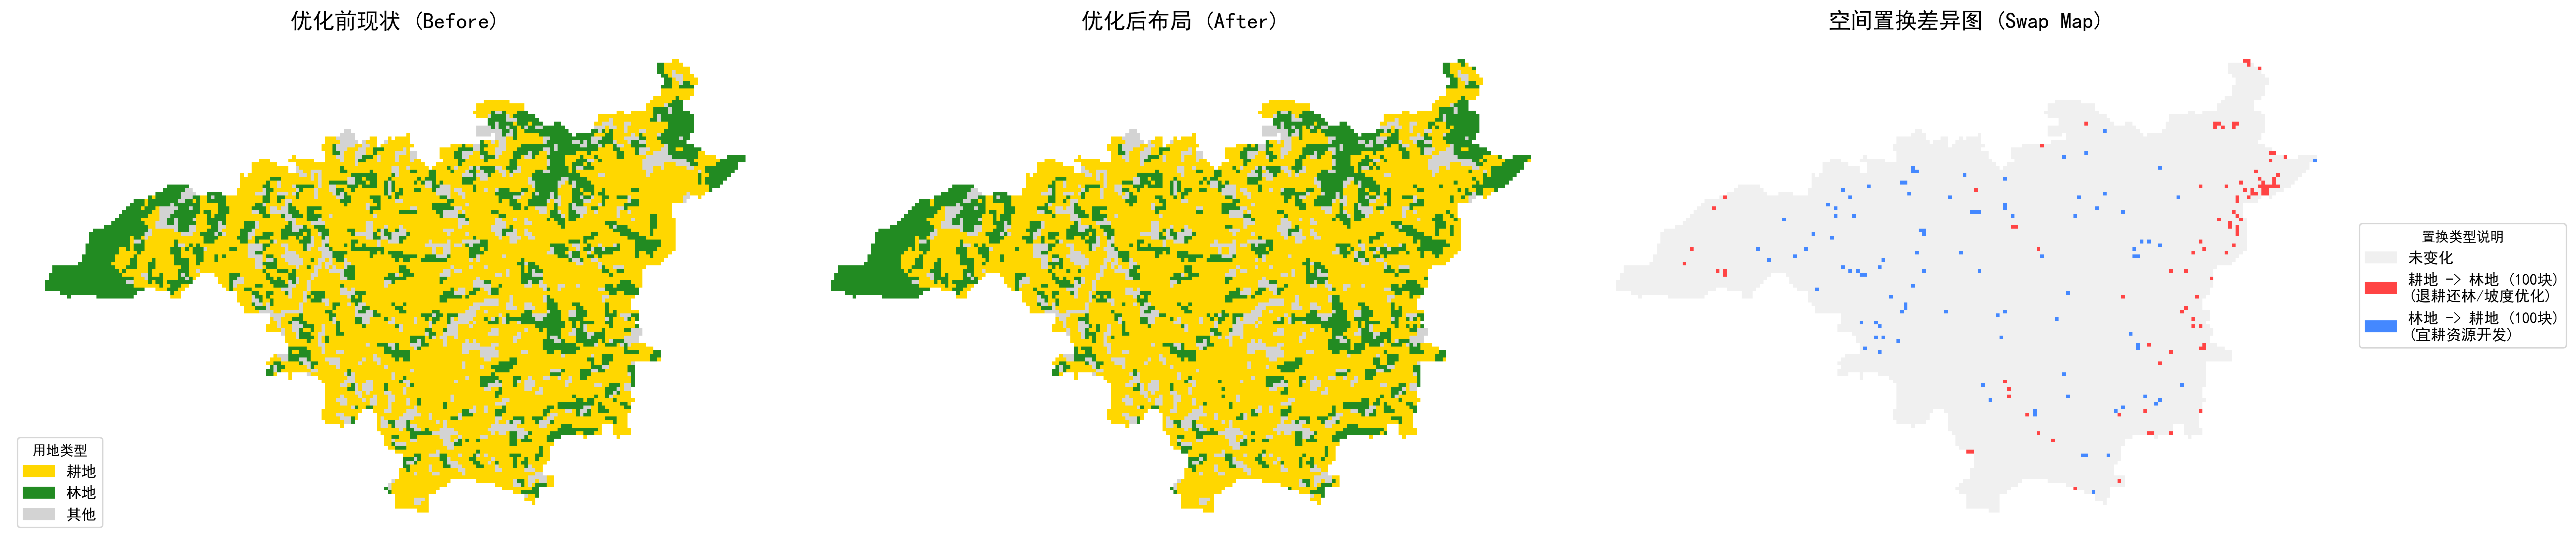 优化前现状 (Before)
优化后布局 (After)
空间置换差异图 (Swap Map)
用地类型
耕地
林地
其他
置换类型说明
未变化
耕地 -> 林地 (100块)
(退耕还林/坡度优化)
林地 -> 耕地 (100块)
(宜耕资源开发)